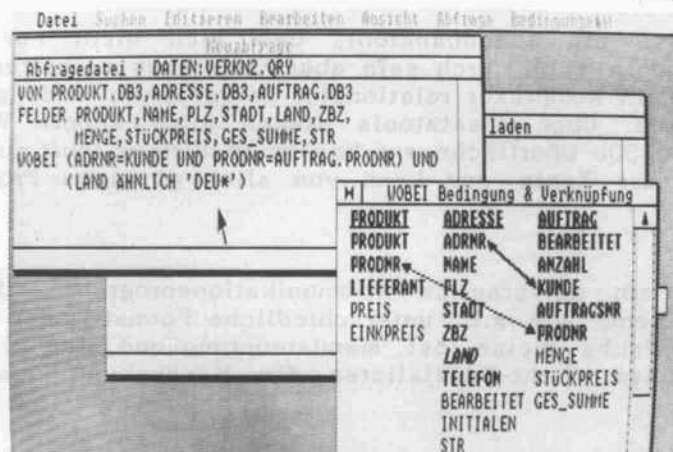 Datei Suchen Bearbeiten Ansicht Abfrage
Abfragedatei : DATEN:VERKN2.QRY
VON PRODUKT.DB3,ADRESSE.DB3,AUFTRAG.DB3
FELDER PRODUKT,NAME,PLZ,STADT,LAND,ZBZ,
MENGE,STüCKPREIS,GES_SUMME,STR
WOBEI (ADRNR=KUNDE UND PRODNR=AUFTRAG.PRODNR) UND
(LAND ÄHNLICH 'DEU*')
laden
WOBEI Bedingung & Verknüpfung
PRODUKT ADRESSE AUFTRAG
PRODUKT ADRNR BEARBEITET
PRODNR NAME ANZAHL
LIEFERANT PLZ KUNDE
PREIS STADT AUFTRAGSNR
EINKPREIS ZBZ PRODNR
LAND MENGE
TELEFON STüCKPREIS
BEARBEITET GES_SUMME
INITIALEN
STR